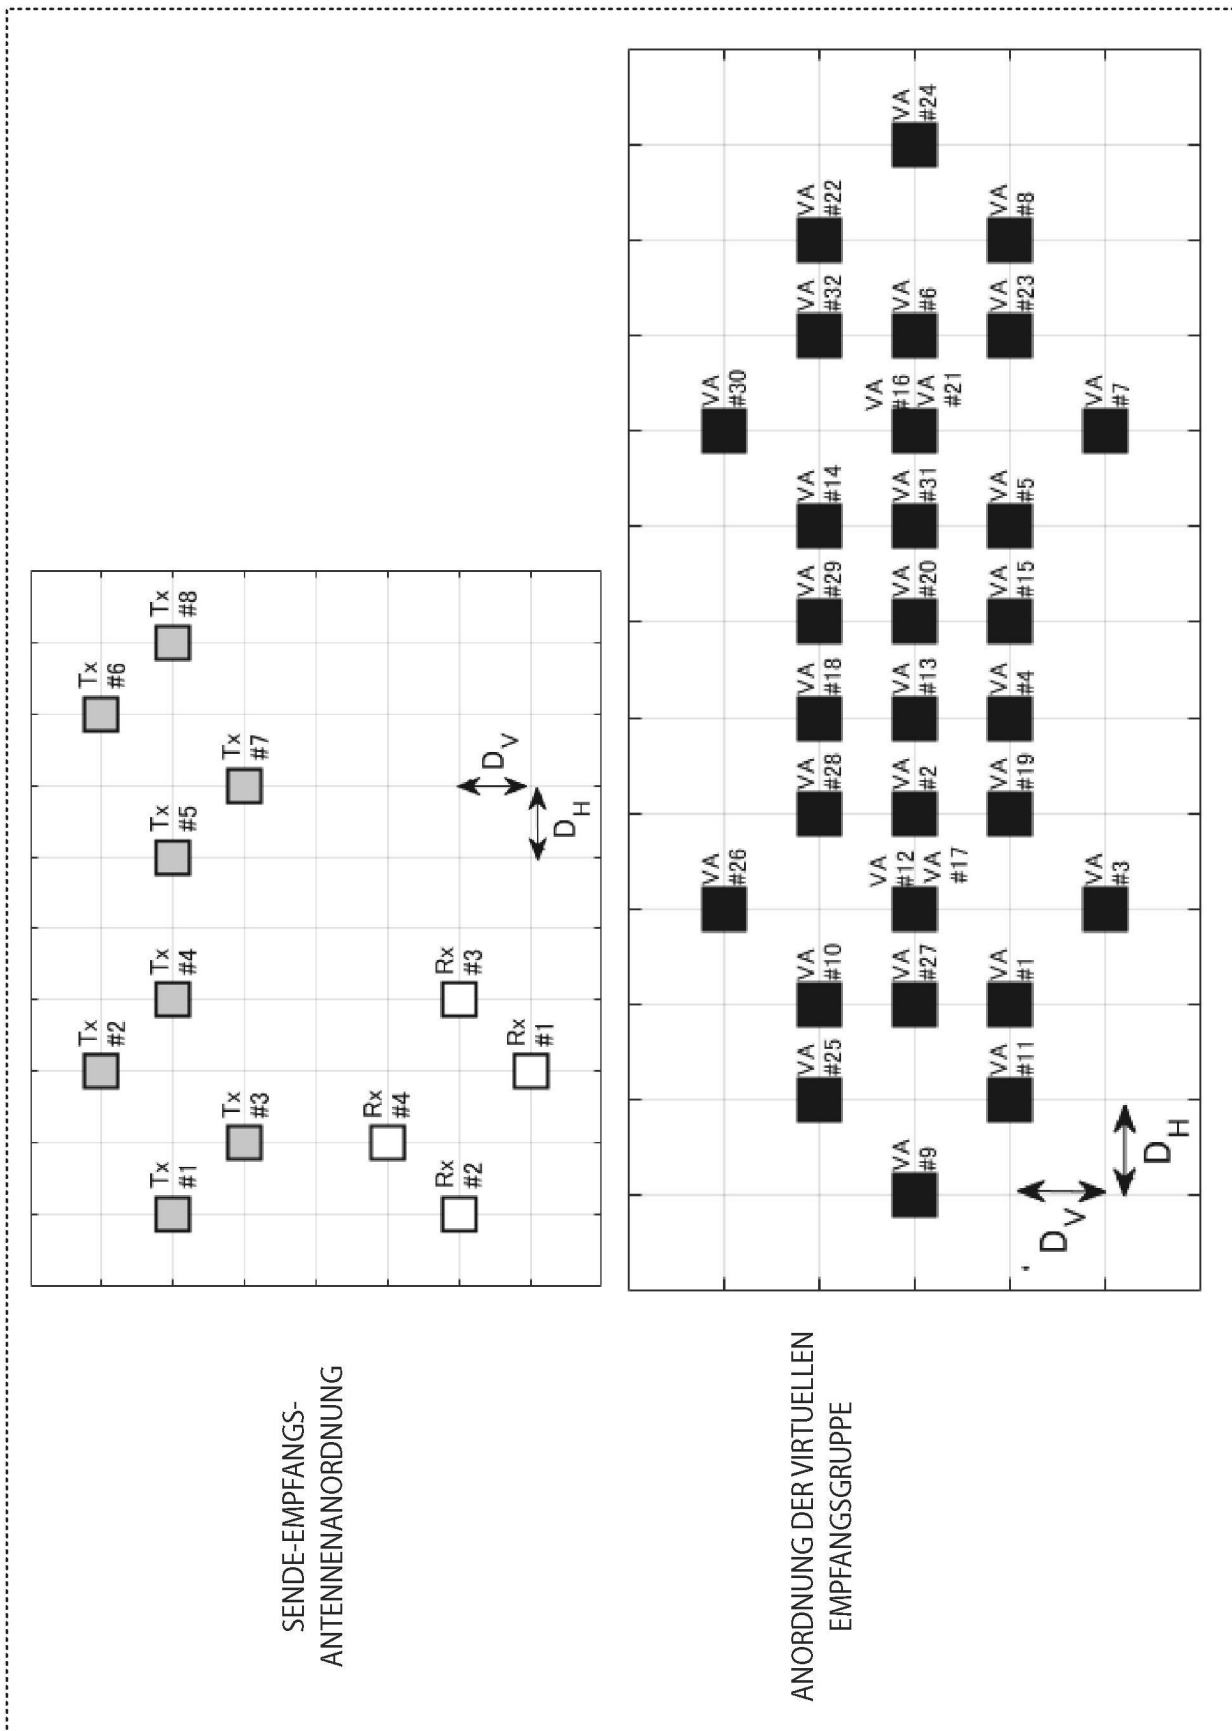 SENDE-EMPFANGS-
ANTENNENANORDNUNG
Tx
#2
Tx
#6
Tx
#1
Tx
#4
Tx
#5
Tx
#8
Tx
#3
Tx
#7
Rx
#4
Rx
#2
Rx
#3
Rx
#1
DV
DH
ANORDNUNG DER VIRTUELLEN
EMPFANGSGRUPPE
VA
#26
VA
#30
VA
#25
VA
#10
VA
#28
VA
#18
VA
#29
VA
#14
VA
#32
VA
#22
VA
#9
VA
#27
VA
#12
VA
#17
VA
#2
VA
#13
VA
#20
VA
#31
VA
#16
VA
#21
VA
#6
VA
#24
VA
#11
VA
#1
VA
#19
VA
#4
VA
#15
VA
#5
VA
#23
VA
#8
VA
#3
VA
#7
DV
DH